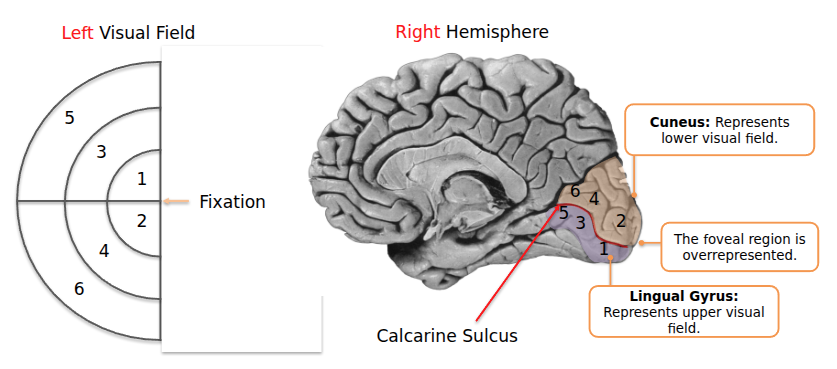 Left Visual Field
Right Hemisphere
5
3
1
Fixation
2
4
6
Cuneus: Represents
lower visual field.
6
4
5
3
2
1
The foveal region is
overrepresented.
Lingual Gyrus:
Represents upper visual
field.
Calcarine Sulcus